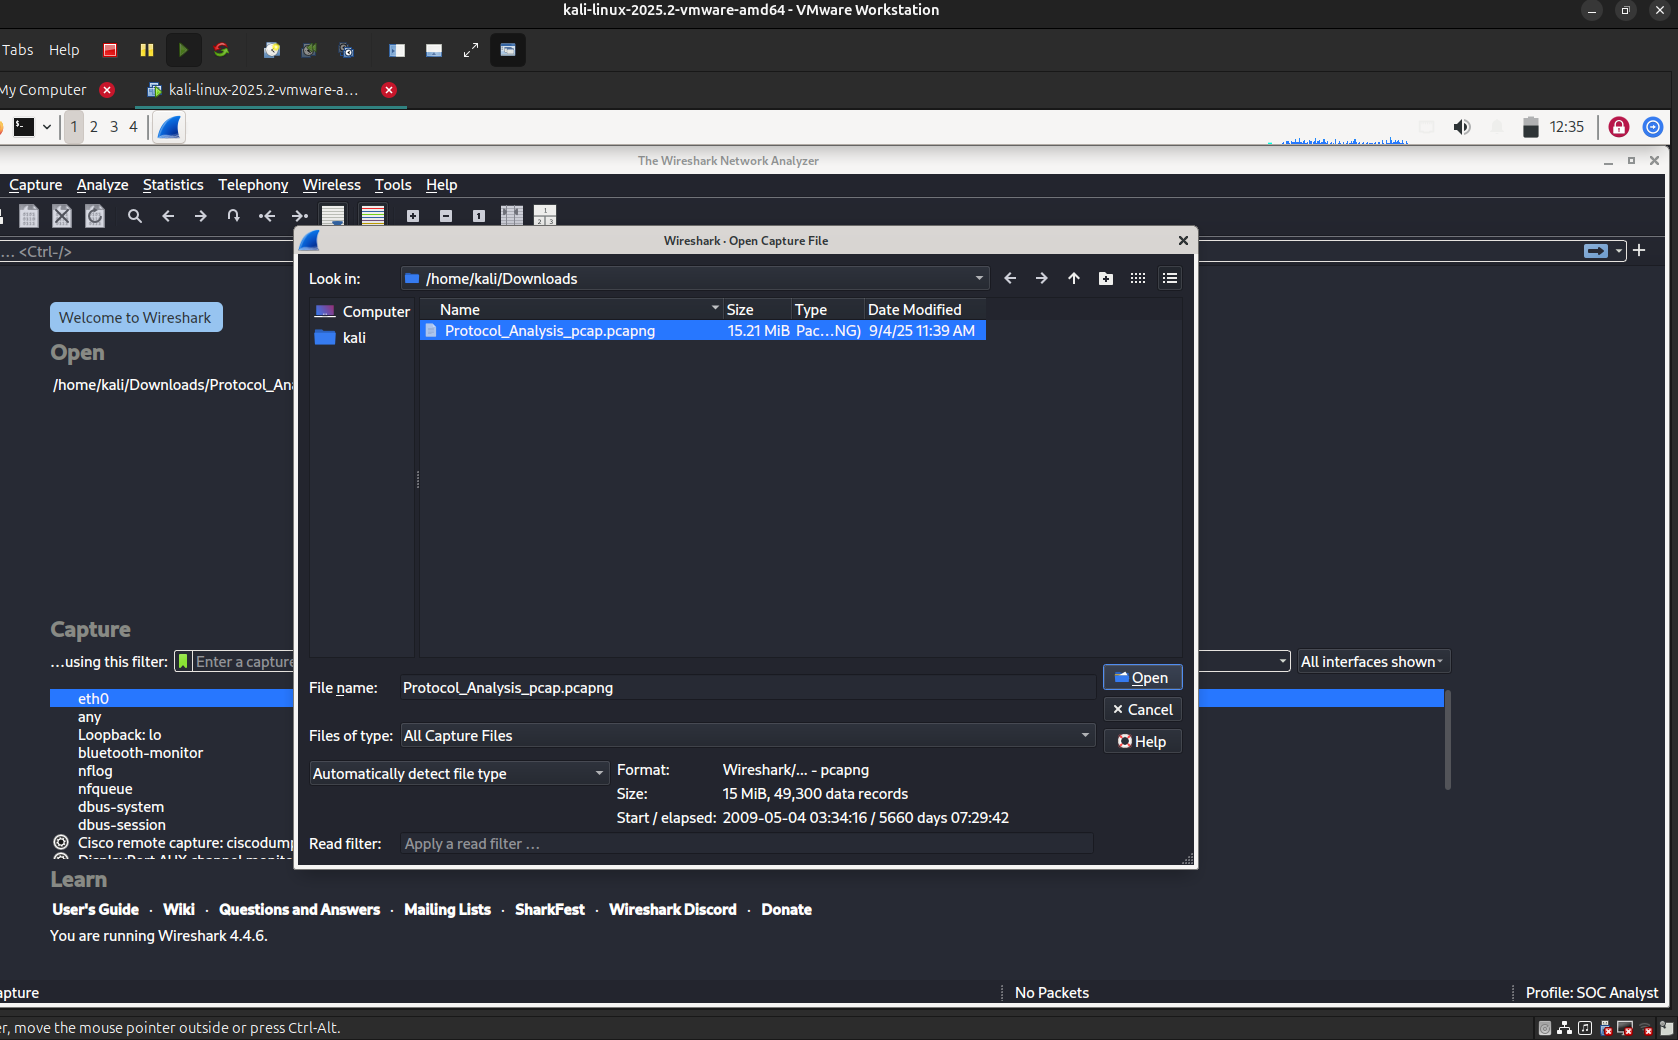 kali-linux-2025.2-vmware-amd64 - VMware Workstation
Tabs Help
My Computer kali-linux-2025.2-vmware-a...
1 2 3 4 12:35
The Wireshark Network Analyzer
Capture Analyze Statistics Telephony Wireless Tools Help
... <Ctrl-/>
Wireshark · Open Capture File
Look in: /home/kali/Downloads
Computer
kali
Name Size Type Date Modified
Protocol_Analysis_pcap.pcapng 15.21 MiB Pac...NG) 9/4/25 11:39 AM
Welcome to Wireshark
Open
/home/kali/Downloads/Protocol_Ana
Capture
...using this filter: Enter a capture
All interfaces shown
eth0
any
Loopback: lo
bluetooth-monitor
nflog
nfqueue
dbus-system
dbus-session
Cisco remote capture: ciscodump
DisplayPort AUX channel monito
File name: Protocol_Analysis_pcap.pcapng
Open
Cancel
Files of type: All Capture Files
Help
Automatically detect file type
Format: Wireshark/... - pcapng
Size: 15 MiB, 49,300 data records
Start / elapsed: 2009-05-04 03:34:16 / 5660 days 07:29:42
Read filter: Apply a read filter ...
Learn
User's Guide · Wiki · Questions and Answers · Mailing Lists · SharkFest · Wireshark Discord · Donate
You are running Wireshark 4.4.6.
apture No Packets Profile: SOC Analyst
er, move the mouse pointer outside or press Ctrl-Alt.